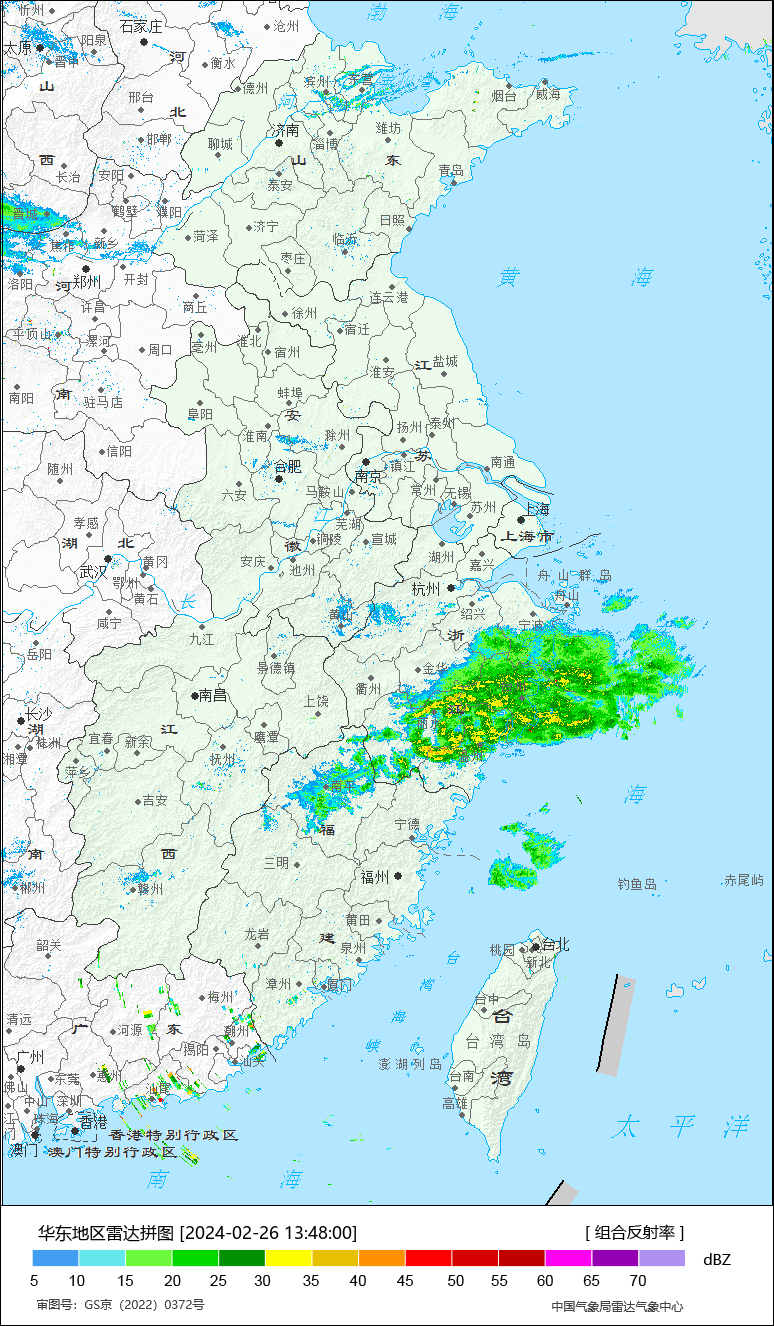 忻州
石家庄
沧州
渤 海
太原
阳泉
晋中
河
衡水
滨州
东营
山
德州
烟台
威海
邢台
北
河
济南
潍坊
邯郸
聊城
淄博
西
山
东
长治
安阳
泰安
青岛
晋城
鹤壁
濮阳
济宁
日照
焦作
新乡
菏泽
临沂
洛阳
郑州
开封
枣庄
黄 海
河
连云港
许昌
商丘
徐州
宿迁
平顶山
漯河
周口
亳州
淮北
宿州
江
盐城
淮安
南阳
南
驻马店
蚌埠
阜阳
安
扬州
泰州
淮南
滁州
信阳
苏
随州
合肥
南京
镇江
南通
六安
马鞍山
常州
无锡
苏州
上海
孝感
江
芜湖
湖
北
徽
铜陵
宣城
上海市
湖州
黄冈
安庆
池州
嘉兴
武汉
鄂州
舟山群岛
黄石
长
杭州
舟山
咸宁
黄山
绍兴
宁波
九江
浙
岳阳
景德镇
金华
衢州
南昌
上饶
长沙
江
湖
株洲
宜春
新余
鹰潭
湘潭
抚州
温州
萍乡
南平
海
吉安
福
宁德
南
西
三明
福州
钓鱼岛
赤尾屿
郴州
赣州
莆田
龙岩
建
韶关
泉州
台
桃园
台北
新北
漳州
厦门
湾
梅州
台中
清远
广
河源
东
潮州
海
台
揭阳
台湾岛
广州
汕头
峡
澎湖列岛
佛山
东莞
惠州
台南
湾
中山
深圳
汕尾
高雄
江门
珠海
香港
太 平 洋
香港特别行政区
澳门
澳门特别行政区
南 海
华东地区雷达拼图 [2024-02-26 13:48:00]
[ 组合反射率 ]
dBZ
5 10 15 20 25 30 35 40 45 50 55 60 65 70
审图号：GS京（2022）0372号
中国气象局雷达气象中心